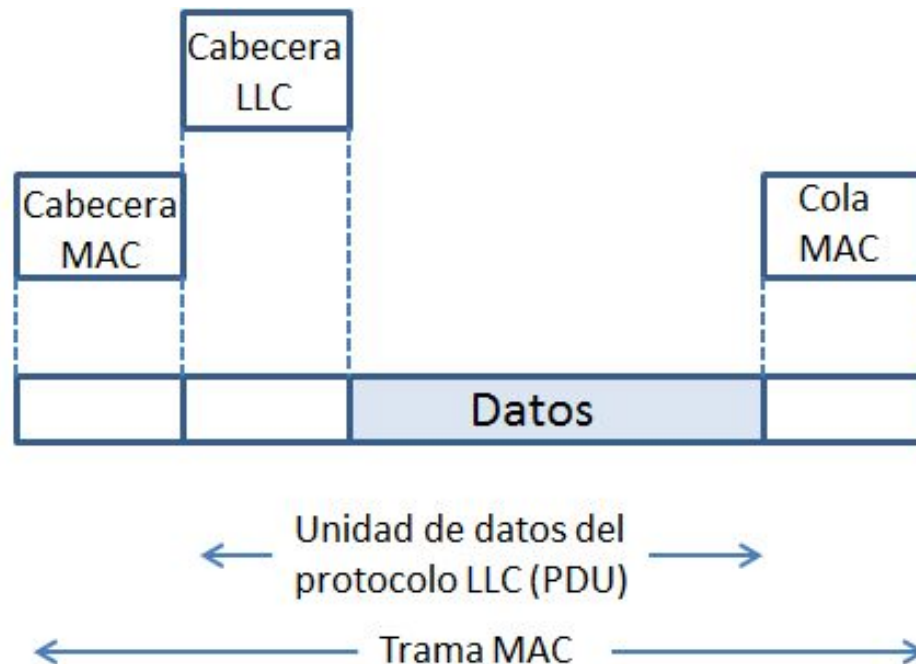 Cabecera
LLC
Cabecera
MAC
Cola
MAC
Datos
Unidad de datos del
protocolo LLC (PDU)
Trama MAC